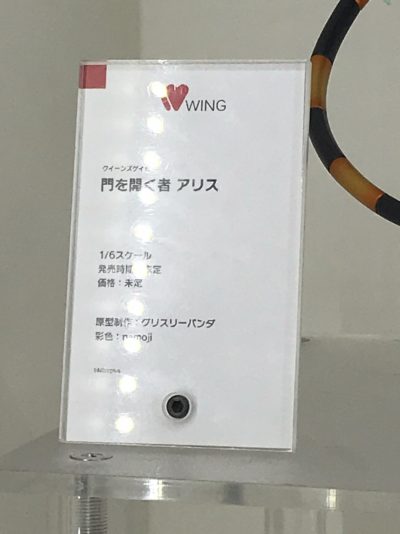 WING
クイーンズゲイト
門を開く者 アリス
1/6スケール
発売時期：未定
価格：未定
原型制作：グリズリーパンダ
彩色：nemoji